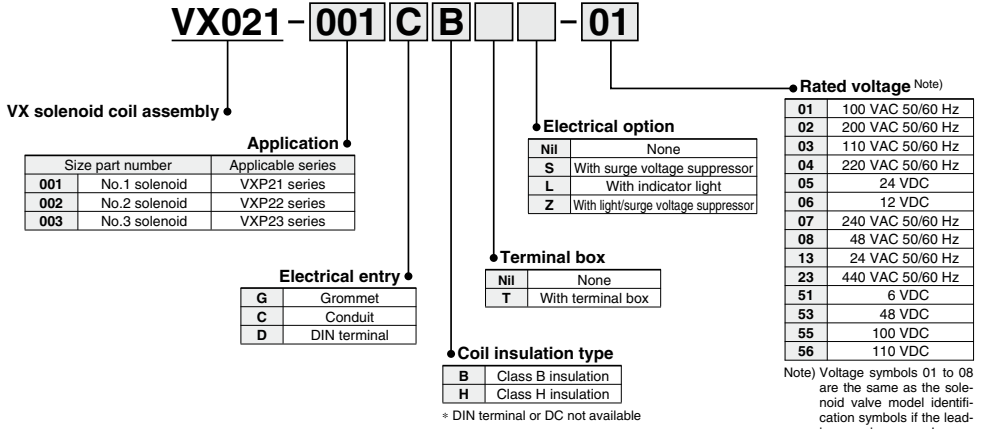 VX021-001CB-01
VX solenoid coil assembly
Application
Size part number Applicable series
001 No.1 solenoid VXP21 series
002 No.2 solenoid VXP22 series
003 No.3 solenoid VXP23 series
Electrical entry
G Grommet
C Conduit
D DIN terminal
Coil insulation type
B Class B insulation
H Class H insulation
* DIN terminal or DC not available
Terminal box
Nil None
T With terminal box
Electrical option
Nil None
S With surge voltage suppressor
L With indicator light
Z With light/surge voltage suppressor
Rated voltage Note)
01 100 VAC 50/60 Hz
02 200 VAC 50/60 Hz
03 110 VAC 50/60 Hz
04 220 VAC 50/60 Hz
05 24 VDC
06 12 VDC
07 240 VAC 50/60 Hz
08 48 VAC 50/60 Hz
13 24 VAC 50/60 Hz
23 440 VAC 50/60 Hz
51 6 VDC
53 48 VDC
55 100 VDC
56 110 VDC
Note) Voltage symbols 01 to 08
are the same as the sole-
noid valve model identifi-
cation symbols if the lead-